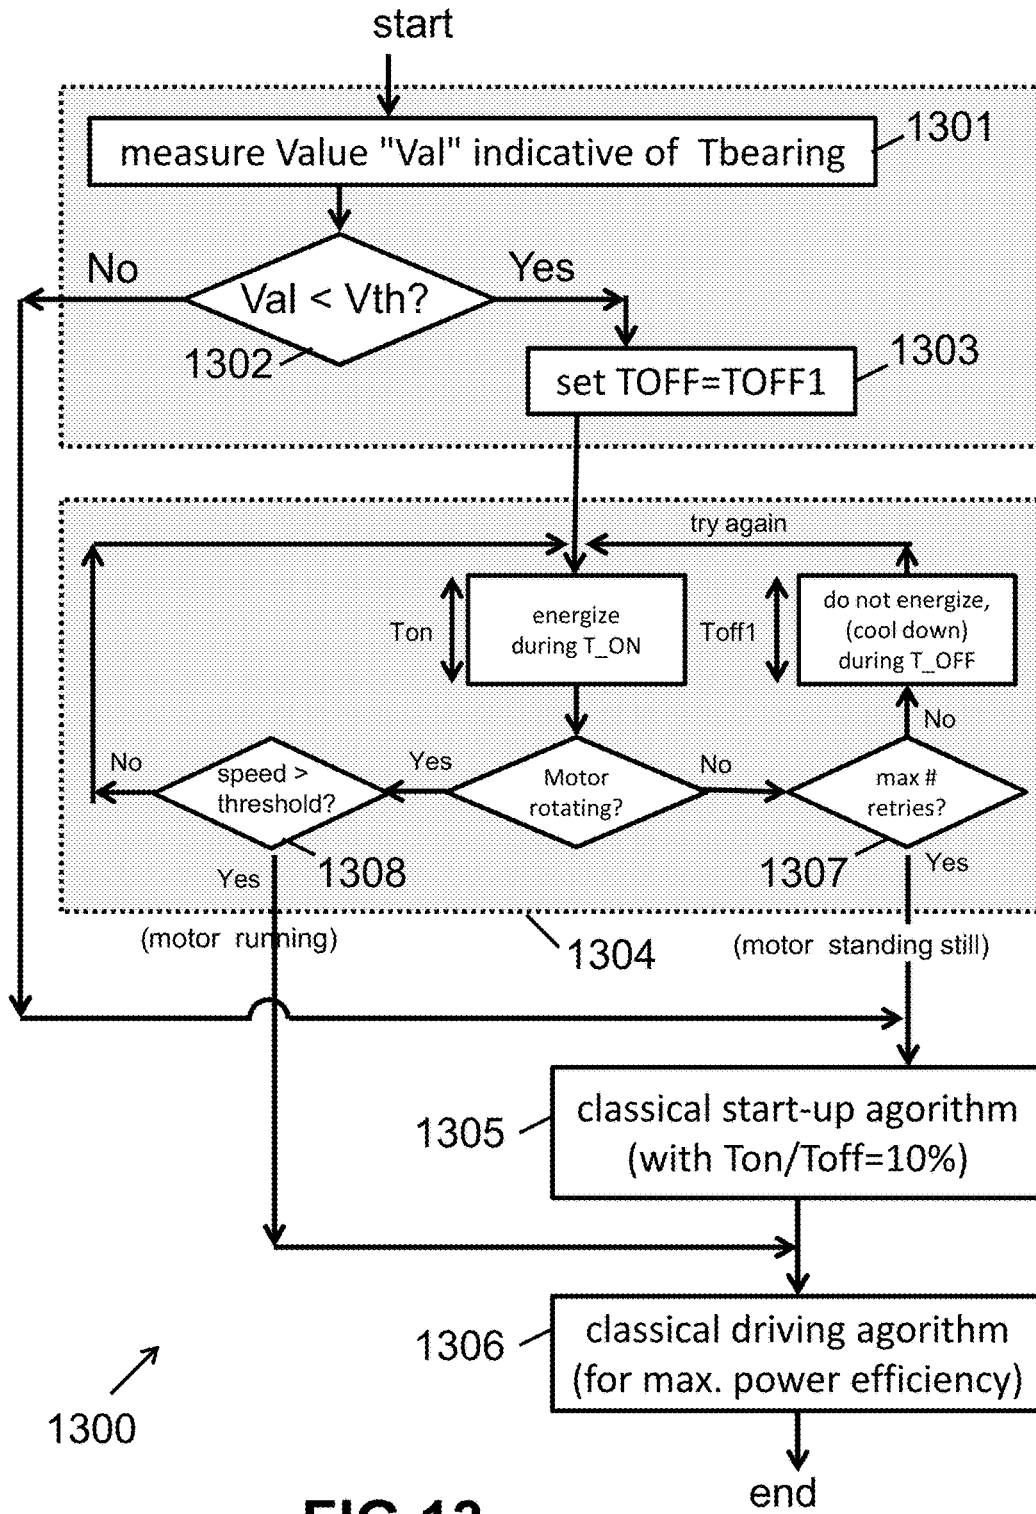 start
1301
measure Value "Val" indicative of Tbearing
No
Yes
Val < Vth?
1302
1303
set TOFF=TOFF1
try again
Ton
energize
during T_ON
Toff1
do not energize,
(cool down)
during T_OFF
No
No
speed >
threshold?
Yes
Motor
rotating?
No
max #
retries?
Yes
1308
1307
Yes
(motor running)
1304
(motor standing still)
1305
classical start-up agorithm
(with Ton/Toff=10%)
1306
classical driving agorithm
(for max. power efficiency)
1300
end
FIG 13